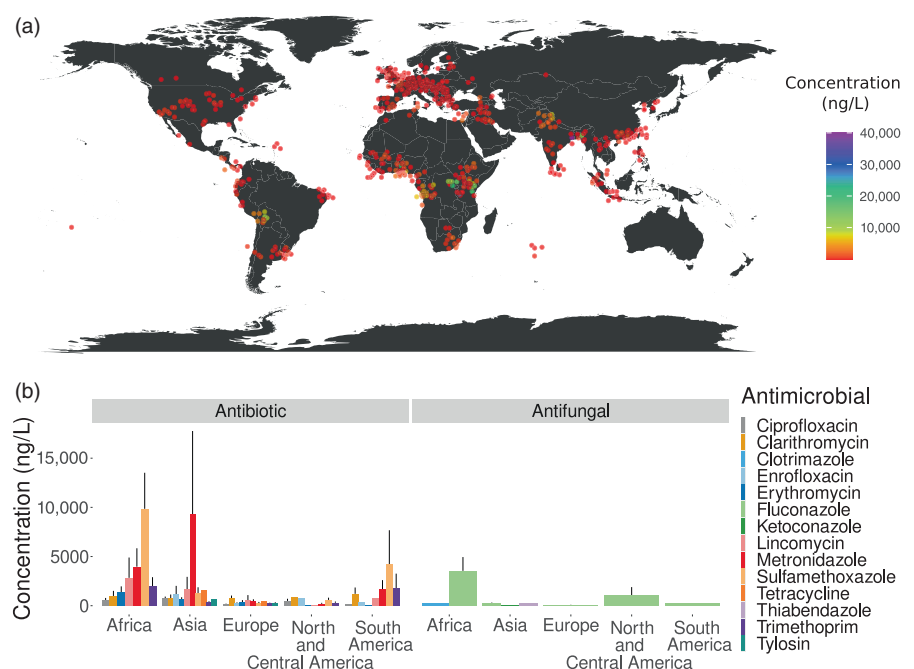 (a)
Concentration
(ng/L)
40,000
30,000
20,000
10,000
(b)
Antibiotic
Antifungal
Concentration (ng/L)
15,000
10,000
5000
0
Africa
Asia
Europe
North
and
Central America
South
America
Africa
Asia
Europe
North
and
Central America
South
America
Antimicrobial
Ciprofloxacin
Clarithromycin
Clotrimazole
Enrofloxacin
Erythromycin
Fluconazole
Ketoconazole
Lincomycin
Metronidazole
Sulfamethoxazole
Tetracycline
Thiabendazole
Trimethoprim
Tylosin